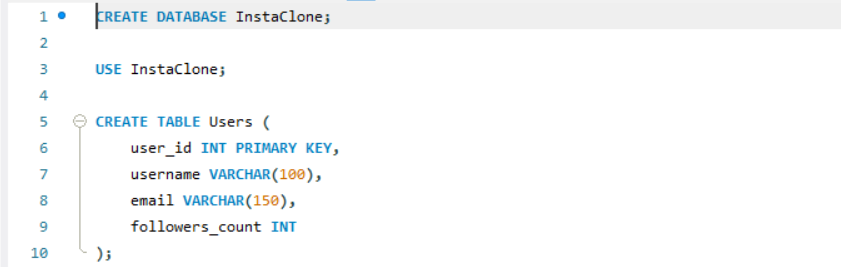 1 CREATE DATABASE InstaClone;
2
3 USE InstaClone;
4
5 CREATE TABLE Users (
6 user_id INT PRIMARY KEY,
7 username VARCHAR(100),
8 email VARCHAR(150),
9 followers_count INT
10 );